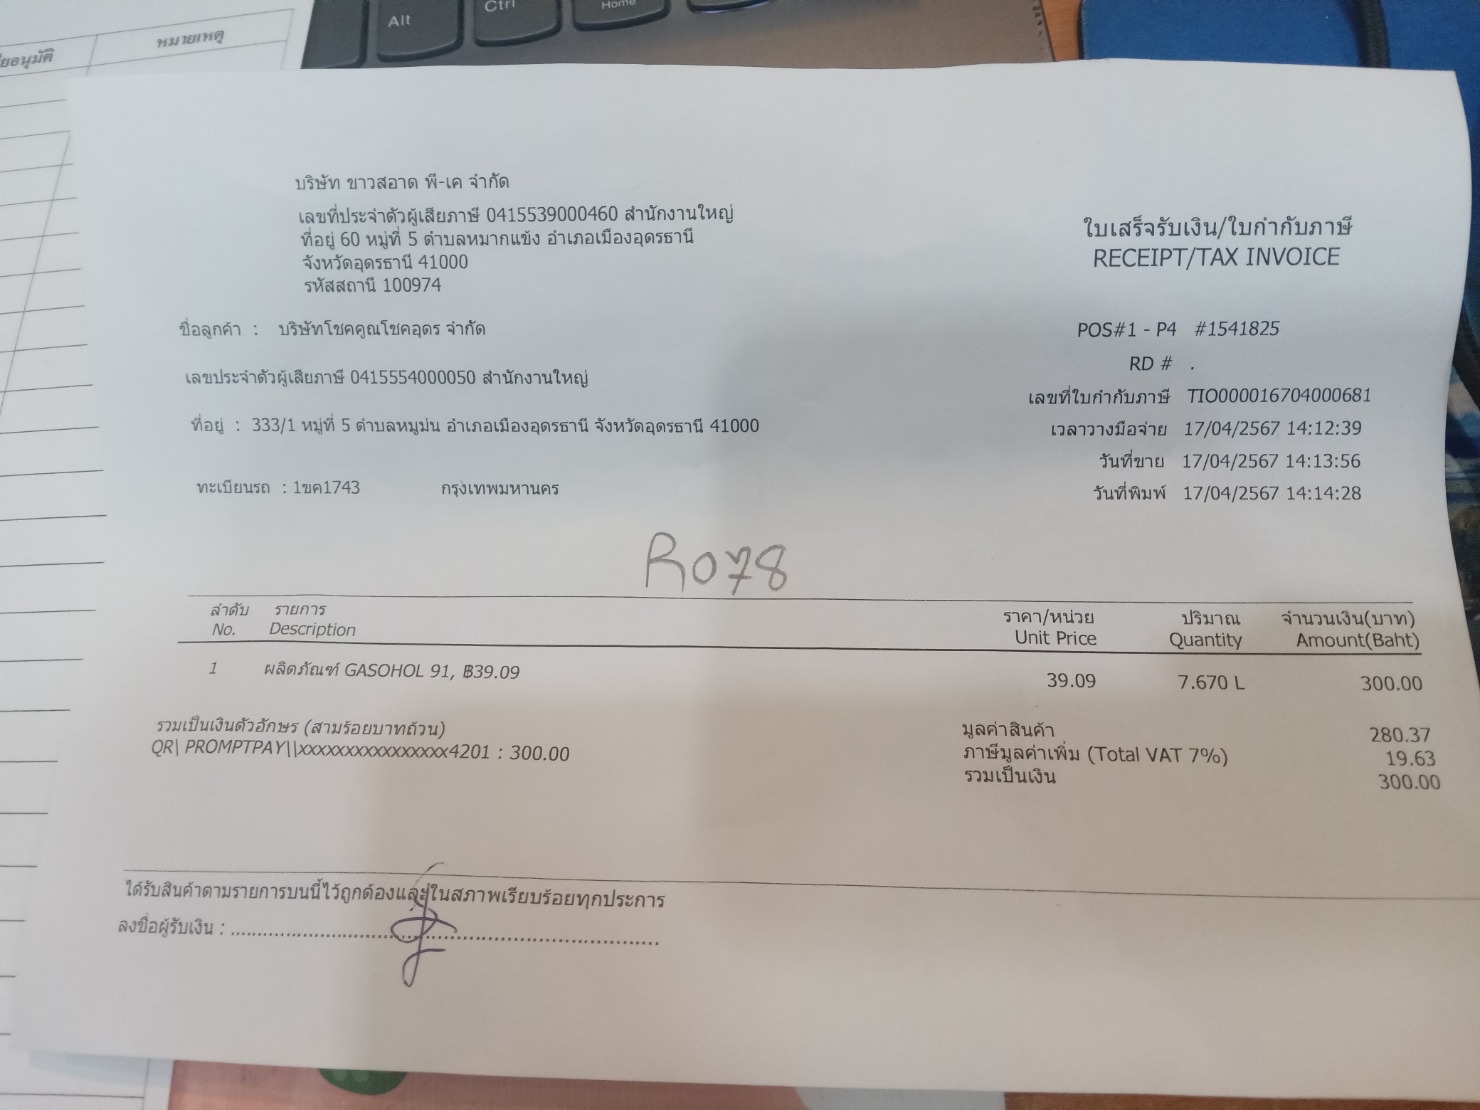 Alt
Ctrl
Home
หมายเหตุ
บริษัท ขาวสอาด พี-เค จำกัด
เลขที่ประจำตัวผู้เสียภาษี 0415539000460 สำนักงานใหญ่
ที่อยู่ 60 หมู่ที่ 5 ตำบลหมากแข้ง อำเภอเมืองอุดรธานี
จังหวัดอุดรธานี 41000
รหัสสถานี 100974
ใบเสร็จรับเงิน/ใบกำกับภาษี
RECEIPT/TAX INVOICE
ชื่อลูกค้า : บริษัทโชคคูณโชคอุดร จำกัด
เลขประจำตัวผู้เสียภาษี 0415554000050 สำนักงานใหญ่
ที่อยู่ : 333/1 หมู่ที่ 5 ตำบลหมูม่น อำเภอเมืองอุดรธานี จังหวัดอุดรธานี 41000
ทะเบียนรถ : 1ขค1743 กรุงเทพมหานคร
POS#1 - P4 #1541825
RD # .
เลขที่ใบกำกับภาษี TIO000016704000681
เวลาวางมือจ่าย 17/04/2567 14:12:39
วันที่ขาย 17/04/2567 14:13:56
วันที่พิมพ์ 17/04/2567 14:14:28
R078
ลำดับ รายการ ราคา/หน่วย ปริมาณ จำนวนเงิน(บาท)
No. Description Unit Price Quantity Amount(Baht)
1 ผลิตภัณฑ์ GASOHOL 91, ฿39.09 39.09 7.670 L 300.00
รวมเป็นเงินตัวอักษร (สามร้อยบาทถ้วน)
QR\ PROMPTPAY\\xxxxxxxxxxxxxxxx4201 : 300.00
มูลค่าสินค้า 280.37
ภาษีมูลค่าเพิ่ม (Total VAT 7%) 19.63
รวมเป็นเงิน 300.00
ได้รับสินค้าตามรายการบนนี้ไว้ถูกต้องและในสภาพเรียบร้อยทุกประการ
ลงชื่อผู้รับเงิน :